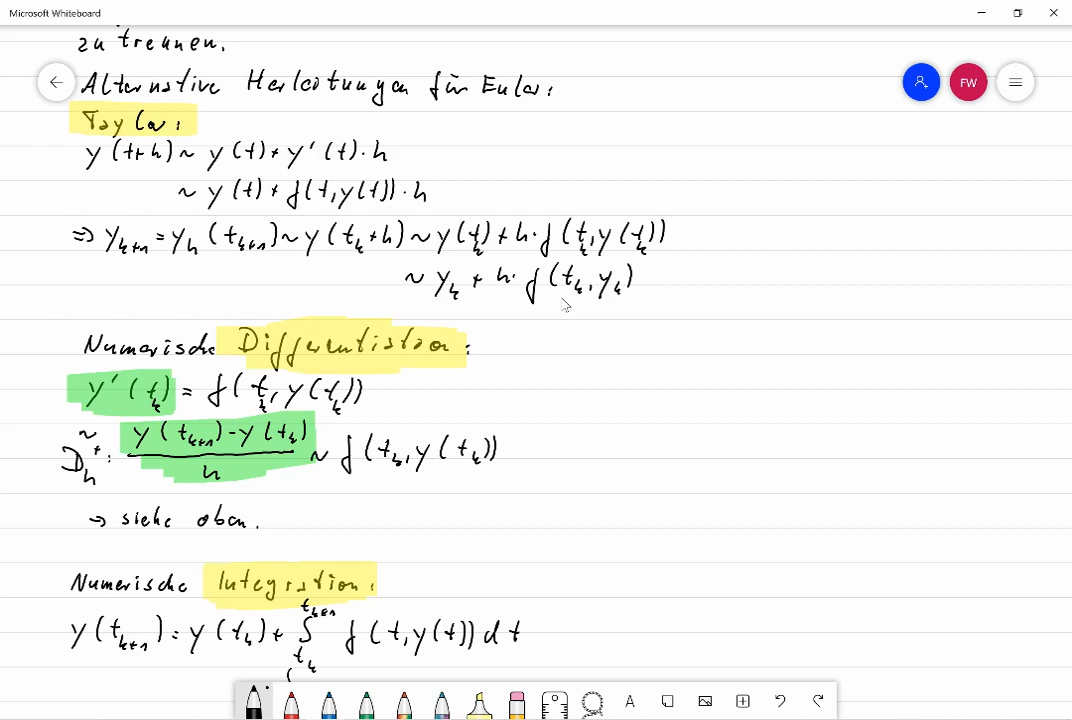 Microsoft Whiteboard
zu trennen.
Alternative Herleitungen für Euler:
FW
Taylor:
y(t+h) ~ y(t) + y'(t)·h
~ y(t) + f(t,y(t))·h
⇒ y_{k+1} = y_h(t_{k+1}) ~ y(t_k+h) ~ y(t_k) + h·f(t_k,y(t_k))
~ y_k + h·f(t_k,y_k)
Numerische Differentiation:
y'(t_k) = f(t_k,y(t_k))
~
D_h^+: (y(t_{k+1}) - y(t_k))/h ~ f(t_k,y(t_k))
→ siehe oben.
Numerische Integration:
y(t_{k+1}) = y(t_k) + ∫_{t_k}^{t_{k+1}} f(t,y(t)) dt
A